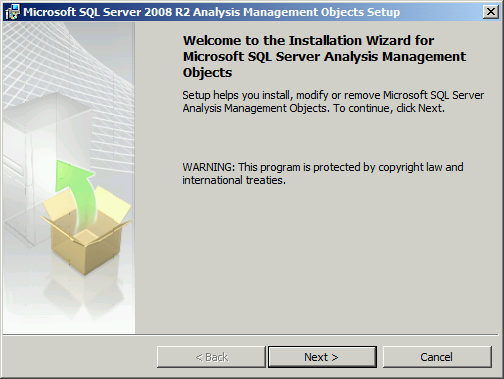 Microsoft SQL Server 2008 R2 Analysis Management Objects Setup
Welcome to the Installation Wizard for
Microsoft SQL Server Analysis Management
Objects
Setup helps you install, modify or remove Microsoft SQL Server
Analysis Management Objects. To continue, click Next.
WARNING: This program is protected by copyright law and
international treaties.
< Back
Next >
Cancel